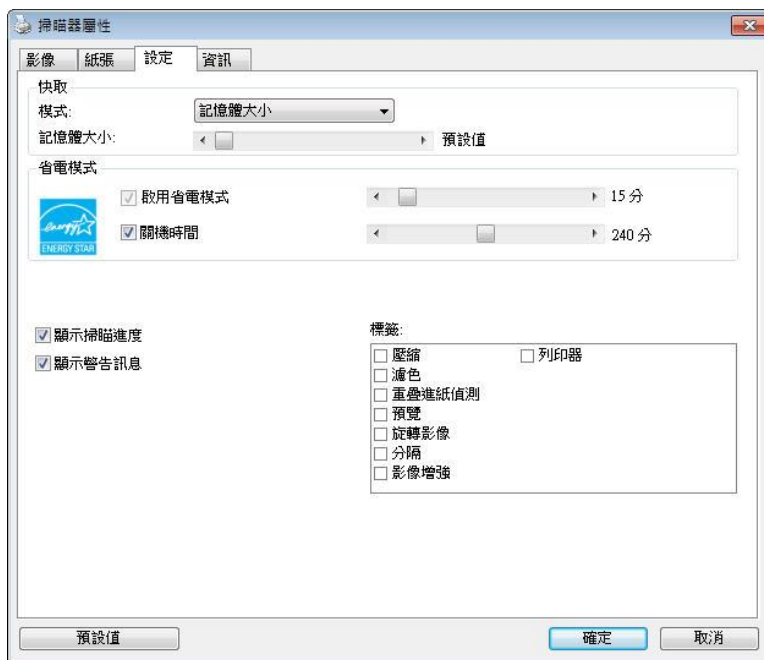 掃瞄器屬性
影像 紙張 設定 資訊
快取
模式: 記憶體大小
記憶體大小: 預設值
省電模式
啟用省電模式 15 分
關機時間 240 分
energy
ENERGY STAR
顯示掃瞄進度
顯示警告訊息
標籤:
壓縮 列印器
濾色
重疊進紙偵測
預覽
旋轉影像
分隔
影像增強
預設值 確定 取消